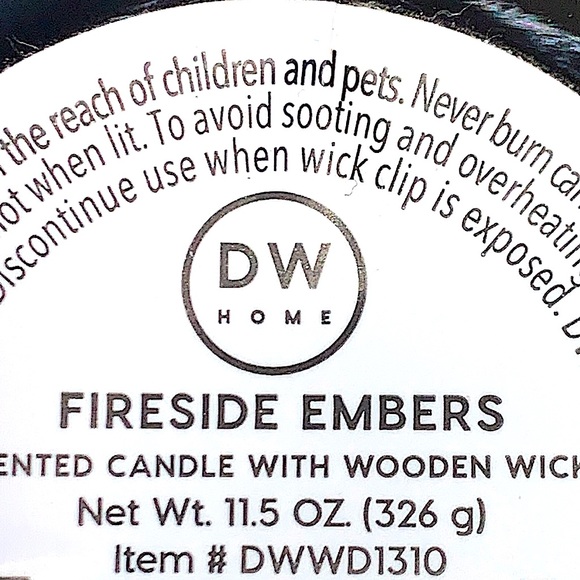 the reach of children and pets. Never burn
when lit. To avoid sooting and overheating
Discontinue use when wick clip is exposed.
DW
HOME
FIRESIDE EMBERS
ENTED CANDLE WITH WOODEN WICK
Net Wt. 11.5 OZ. (326 g)
Item # DWWD1310